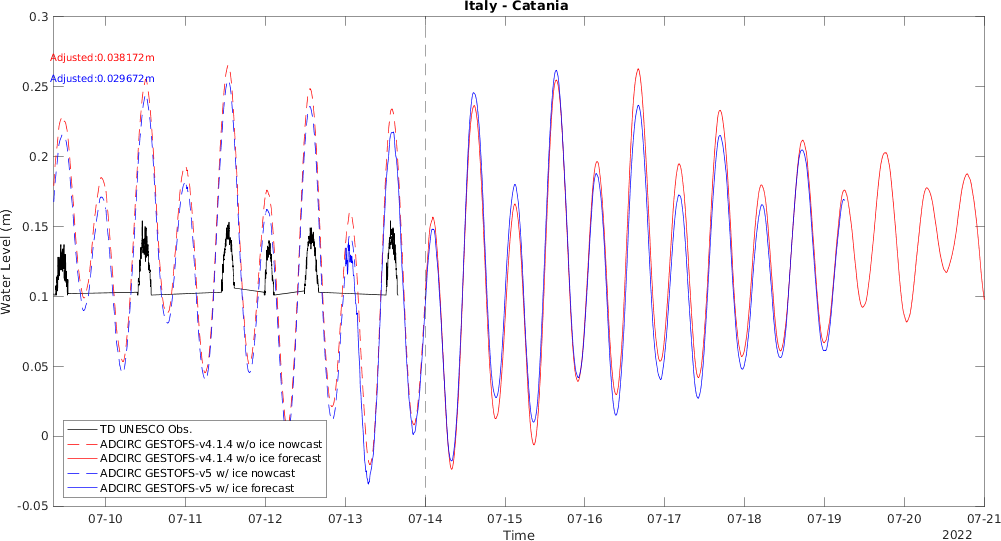 Italy - Catania
Adjusted:0.038172m
Adjusted:0.029672m
Water Level (m)
0.3
0.25
0.2
0.15
0.1
0.05
0
-0.05
TD UNESCO Obs.
ADCIRC GESTOFS-v4.1.4 w/o ice nowcast
ADCIRC GESTOFS-v4.1.4 w/o ice forecast
ADCIRC GESTOFS-v5 w/ ice nowcast
ADCIRC GESTOFS-v5 w/ ice forecast
07-10 07-11 07-12 07-13 07-14 07-15 07-16 07-17 07-18 07-19 07-20 07-21
Time
2022